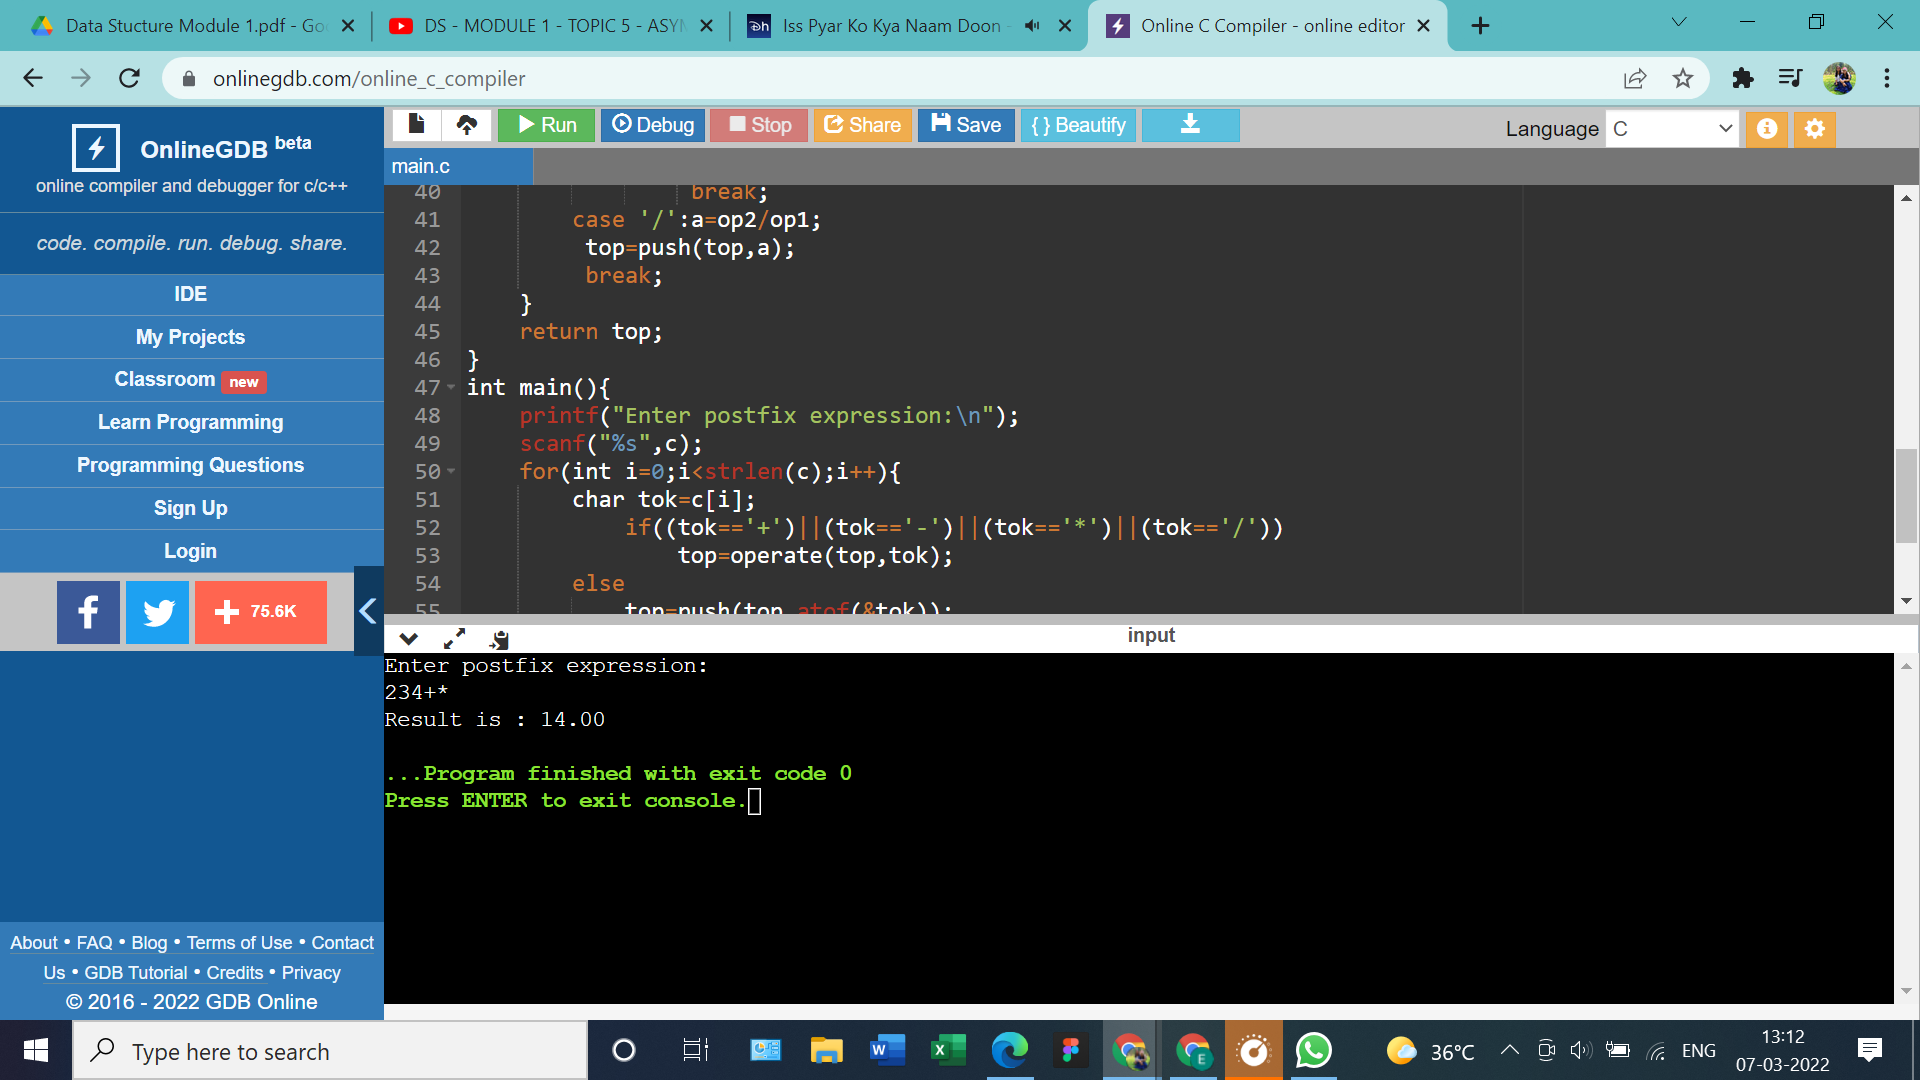 Data Stucture Module 1.pdf - Go
DS - MODULE 1 - TOPIC 5 - ASYM
Dh Iss Pyar Ko Kya Naam Doon -
Online C Compiler - online editor
onlinegdb.com/online_c_compiler
OnlineGDB beta
online compiler and debugger for c/c++
code. compile. run. debug. share.
IDE
My Projects
Classroom new
Learn Programming
Programming Questions
Sign Up
Login
f
75.6K
About • FAQ • Blog • Terms of Use • Contact
Us • GDB Tutorial • Credits • Privacy
© 2016 - 2022 GDB Online
Run Debug Stop Share Save { } Beautify
Language C
main.c
40 break;
41 case '/':a=op2/op1;
42 top=push(top,a);
43 break;
44 }
45 return top;
46 }
47 int main(){
48 printf("Enter postfix expression:\n");
49 scanf("%s",c);
50 for(int i=0;i<strlen(c);i++){
51 char tok=c[i];
52 if((tok=='+')||(tok=='-')||(tok=='*')||(tok=='/'))
53 top=operate(top,tok);
54 else
55 top=push(top,atof(&tok));
input
Enter postfix expression:
234+*
Result is : 14.00
...Program finished with exit code 0
Press ENTER to exit console.
Type here to search
W
X
E
36°C
ENG
13:12
07-03-2022